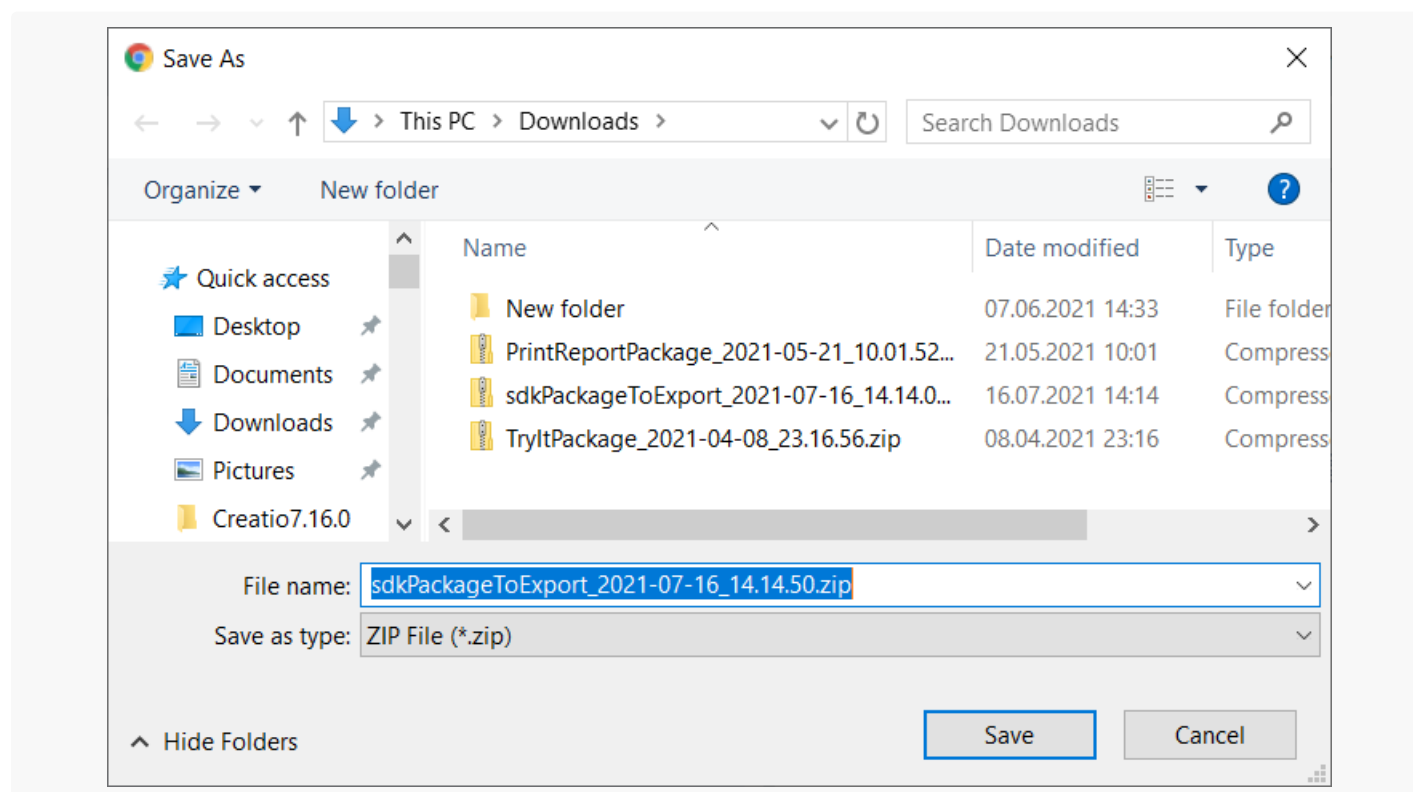 Save As
This PC > Downloads >
Search Downloads
Organize
New folder
?
Name
Date modified
Type
Quick access
Desktop
Documents
Downloads
Pictures
Creatio7.16.0
New folder 07.06.2021 14:33 File folder
PrintReportPackage_2021-05-21_10.01.52... 21.05.2021 10:01 Compress
sdkPackageToExport_2021-07-16_14.14.0... 16.07.2021 14:14 Compress
TryItPackage_2021-04-08_23.16.56.zip 08.04.2021 23:16 Compress
File name: sdkPackageToExport_2021-07-16_14.14.50.zip
Save as type: ZIP File (*.zip)
Hide Folders
Save
Cancel